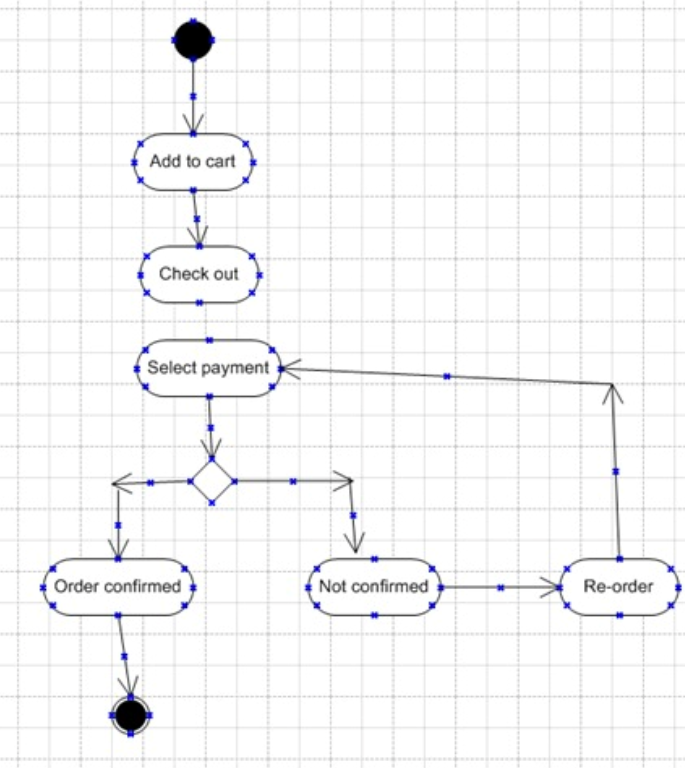 Add to cart
Check out
Select payment
Order confirmed
Not confirmed
Re-order